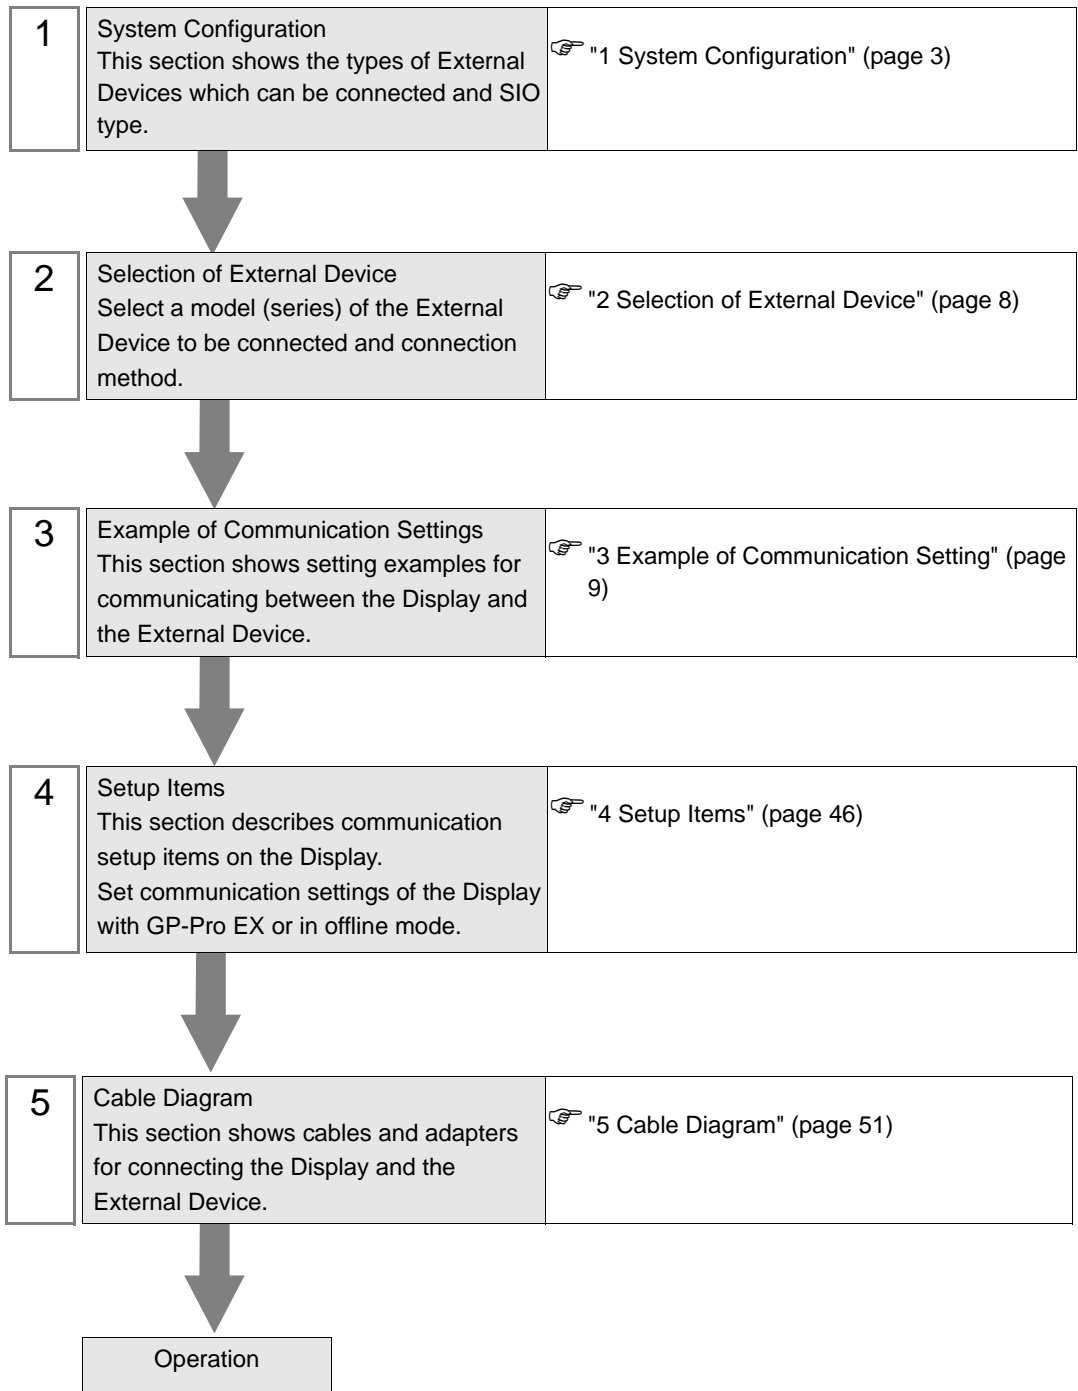 1
System Configuration
This section shows the types of External
Devices which can be connected and SIO
type.
"1 System Configuration" (page 3)
2
Selection of External Device
Select a model (series) of the External
Device to be connected and connection
method.
"2 Selection of External Device" (page 8)
3
Example of Communication Settings
This section shows setting examples for
communicating between the Display and
the External Device.
"3 Example of Communication Setting" (page
9)
4
Setup Items
This section describes communication
setup items on the Display.
Set communication settings of the Display
with GP-Pro EX or in offline mode.
"4 Setup Items" (page 46)
5
Cable Diagram
This section shows cables and adapters
for connecting the Display and the
External Device.
"5 Cable Diagram" (page 51)
Operation